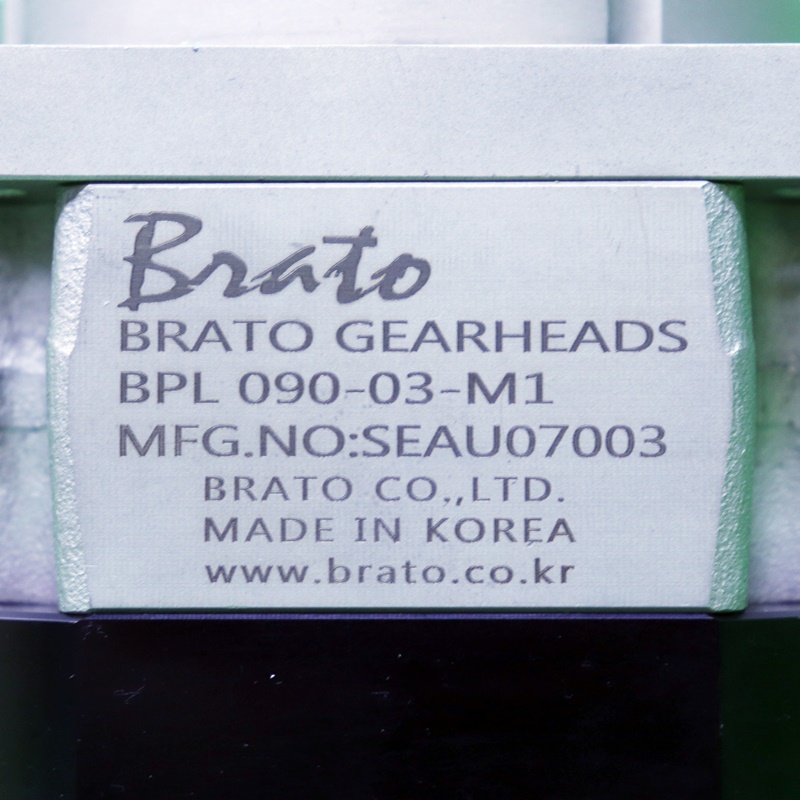 Brato
BRATO GEARHEADS
BPL 090-03-M1
MFG.NO:SEAU07003
BRATO CO.,LTD.
MADE IN KOREA
www.brato.co.kr